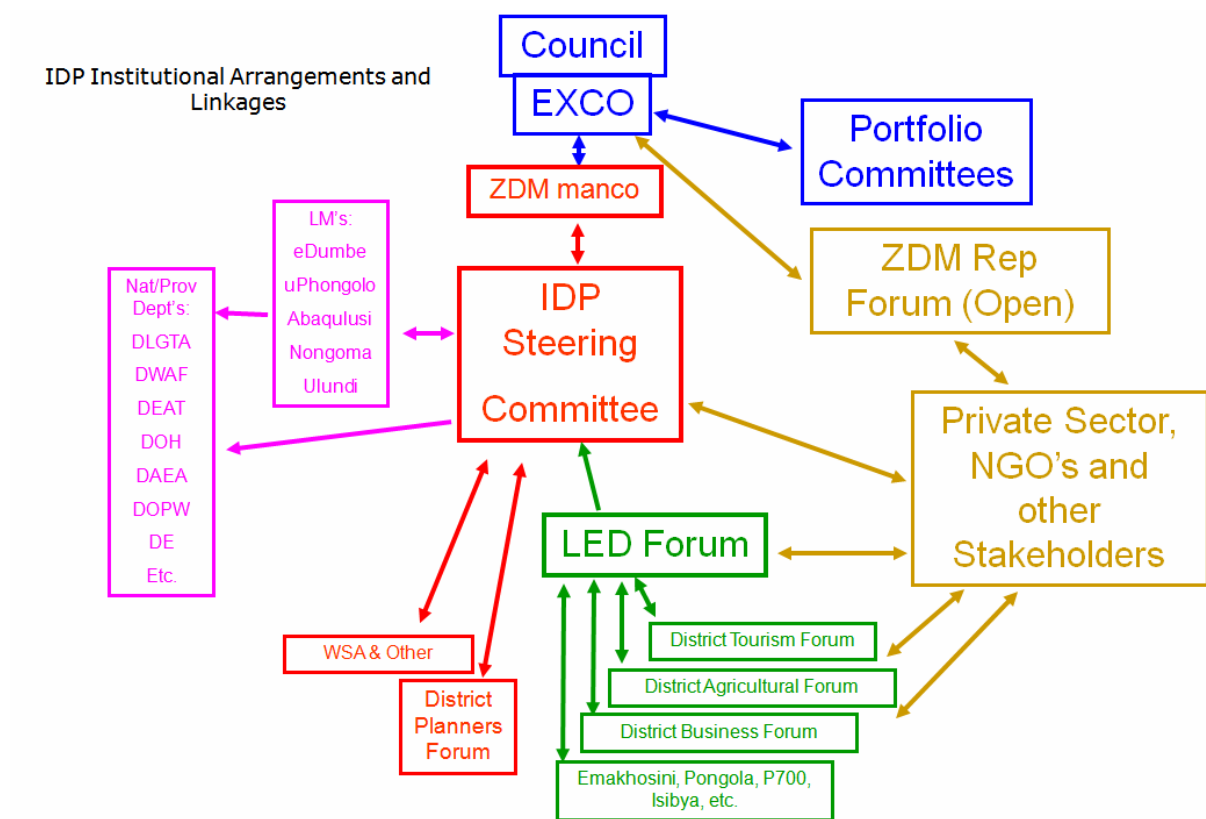 IDP Institutional Arrangements and
Linkages
Council
EXCO
Portfolio
Committees
ZDM manco
ZDM Rep
Forum (Open)
LM's:
eDumbe
uPhongolo
Abaqulusi
Nongoma
Ulundi
Nat/Prov
Dept's:
DLGTA
DWAF
DEAT
DOH
DAEA
DOPW
DE
Etc.
IDP
Steering
Committee
Private Sector,
NGO's and
other
Stakeholders
LED Forum
WSA & Other
District
Planners
Forum
District Tourism Forum
District Agricultural Forum
District Business Forum
Emakhosini, Pongola, P700,
Isibya, etc.